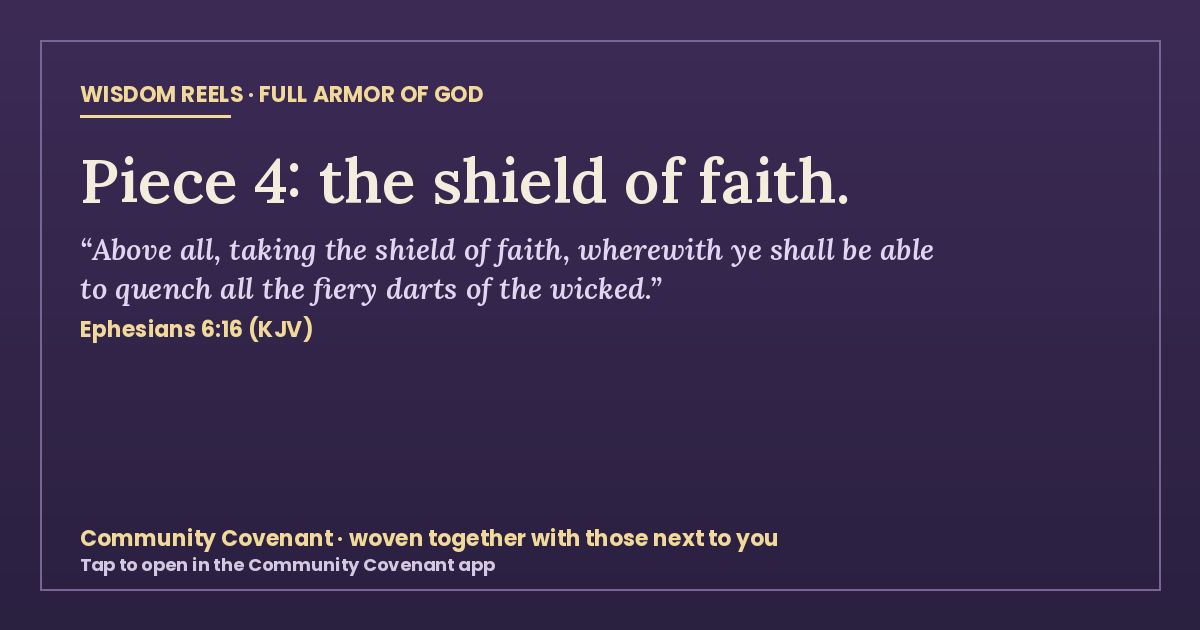 WISDOM REELS · FULL ARMOR OF GOD
Piece 4: the shield of faith.
“Above all, taking the shield of faith, wherewith ye shall be able
to quench all the fiery darts of the wicked.”
Ephesians 6:16 (KJV)
Community Covenant · woven together with those next to you
Tap to open in the Community Covenant app